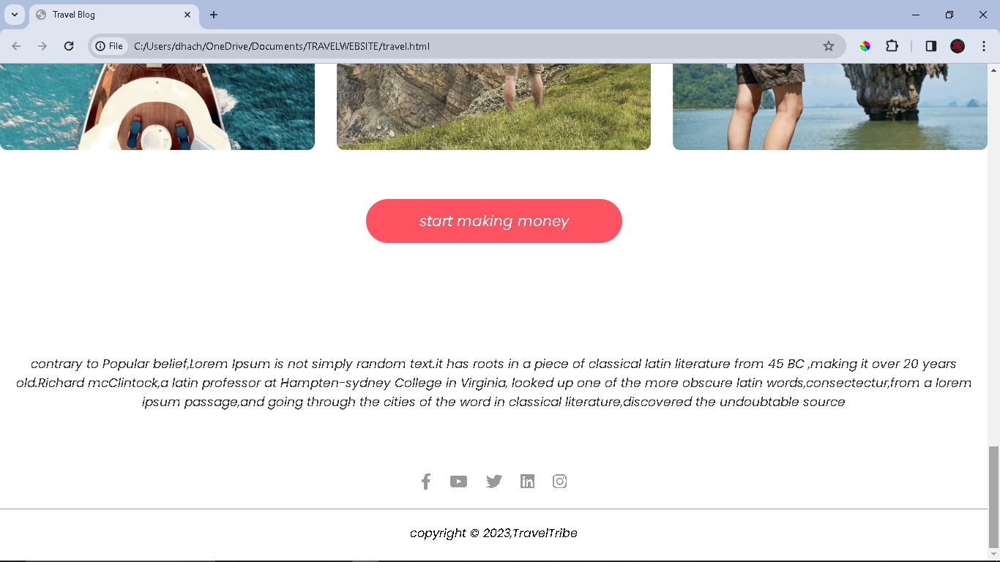 Travel Blog
File C:/Users/dhach/OneDrive/Documents/TRAVELWEBSITE/travel.html
start making money
contrary to Popular belief,Lorem Ipsum is not simply random text.it has roots in a piece of classical latin literature from 45 BC ,making it over 20 years
old.Richard mcClintock,a latin professor at Hampten-sydney College in Virginia, looked up one of the more obscure latin words,consectectur,from a lorem
ipsum passage,and going through the cities of the word in classical literature,discovered the undoubtable source
copyright © 2023,TravelTribe